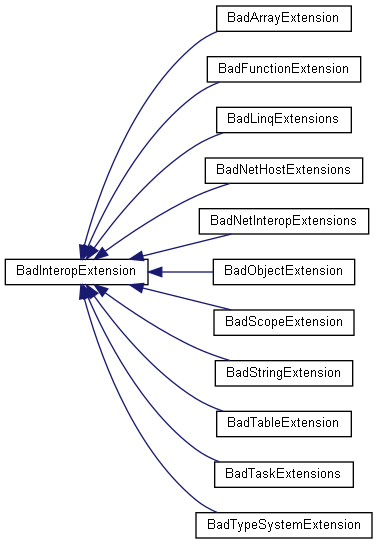 BadArrayExtension
BadFunctionExtension
BadLinqExtensions
BadNetHostExtensions
BadNetInteropExtensions
BadInteropExtension
BadObjectExtension
BadScopeExtension
BadStringExtension
BadTableExtension
BadTaskExtensions
BadTypeSystemExtension